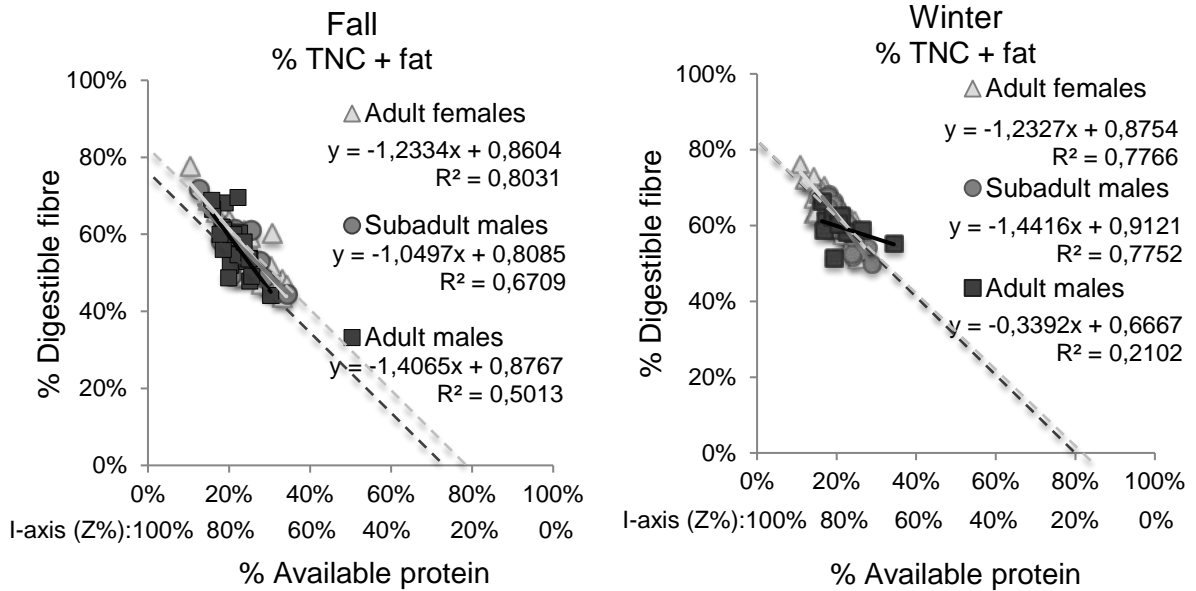 Fall
% TNC + fat
100%
80%
60%
40%
20%
0%
% Digestible fibre
Adult females
y = -1,2334x + 0,8604
R² = 0,8031
Subadult males
y = -1,0497x + 0,8085
R² = 0,6709
Adult males
y = -1,4065x + 0,8767
R² = 0,5013
0% 20% 40% 60% 80% 100%
I-axis (Z%):100% 80% 60% 40% 20% 0%
% Available protein
Winter
% TNC + fat
100%
80%
60%
40%
20%
0%
% Digestible fibre
Adult females
y = -1,2327x + 0,8754
R² = 0,7766
Subadult males
y = -1,4416x + 0,9121
R² = 0,7752
Adult males
y = -0,3392x + 0,6667
R² = 0,2102
0% 20% 40% 60% 80% 100%
I-axis (Z%):100% 80% 60% 40% 20% 0%
% Available protein